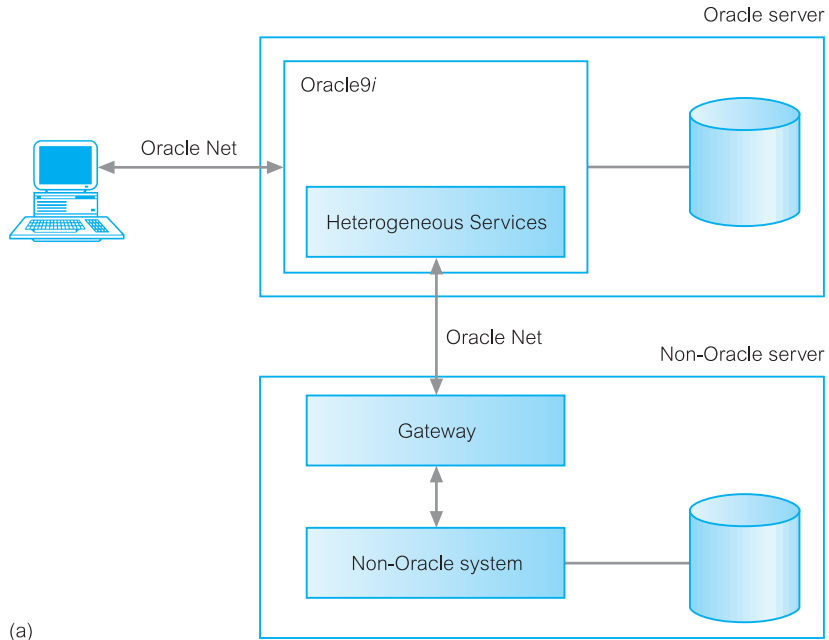 Oracle server
Oracle9i
Oracle Net
Heterogeneous Services
Oracle Net
Non-Oracle server
Gateway
Non-Oracle system
(a)